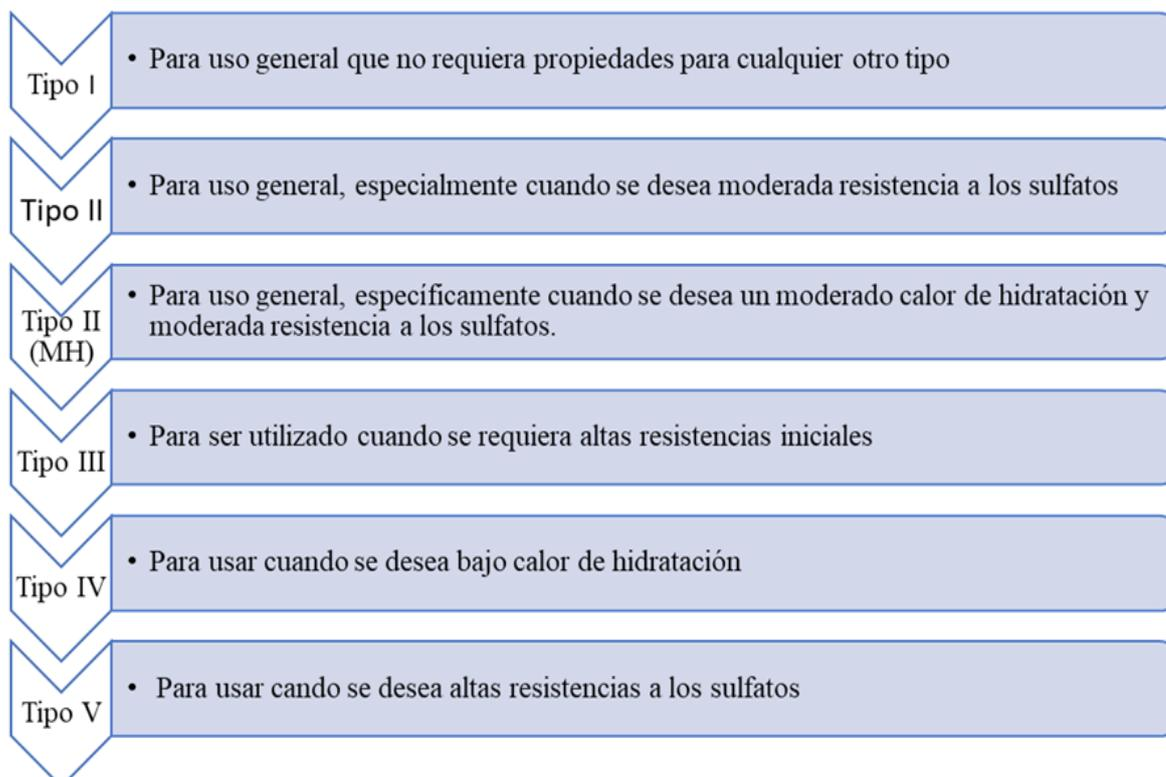 Tipo I
• Para uso general que no requiera propiedades para cualquier otro tipo
Tipo II
• Para uso general, especialmente cuando se desea moderada resistencia a los sulfatos
Tipo II
(MH)
• Para uso general, específicamente cuando se desea un moderado calor de hidratación y
moderada resistencia a los sulfatos.
Tipo III
• Para ser utilizado cuando se requiera altas resistencias iniciales
Tipo IV
• Para usar cuando se desea bajo calor de hidratación
Tipo V
• Para usar cando se desea altas resistencias a los sulfatos